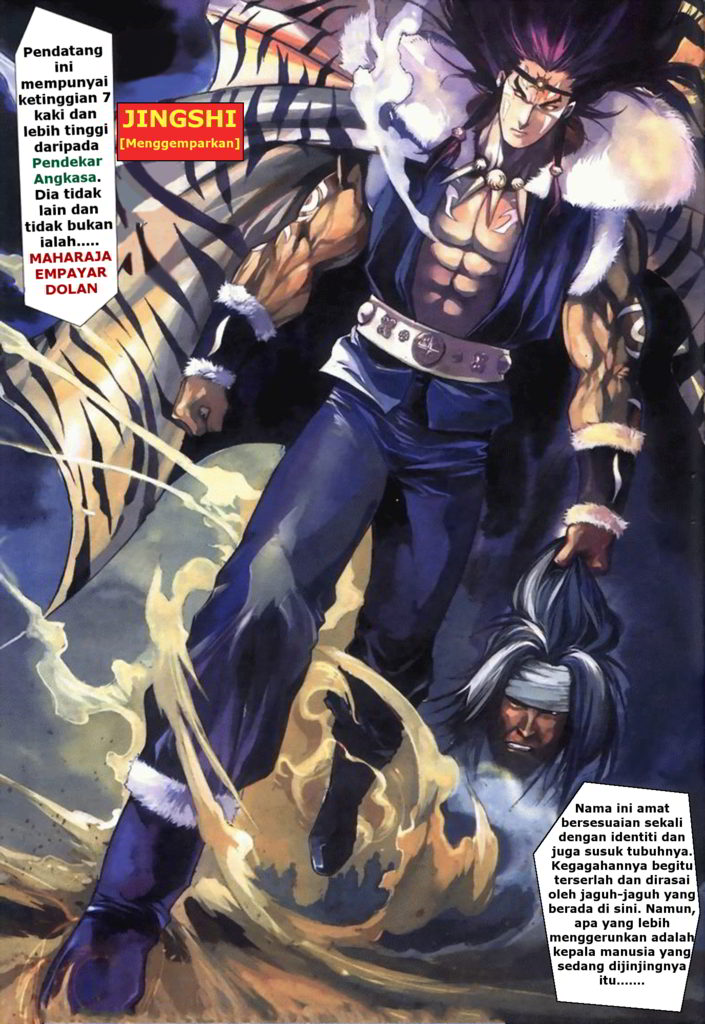 Pendatang
ini
mempunyai
ketinggian 7
kaki dan
lebih tinggi
daripada
Pendekar
Angkasa.
Dia tidak
lain dan
tidak bukan
ialah.....
MAHARAJA
EMPAYAR
DOLAN
JINGSHI
[Menggemparkan]
Nama ini amat
bersesuaian sekali
dengan identiti dan
juga susuk tubuhnya.
Kegagahannya begitu
terserlah dan dirasai
oleh jaguh-jaguh yang
berada di sini. Namun,
apa yang lebih
menggerunkan adalah
kepala manusia yang
sedang dijinjingnya
itu.......